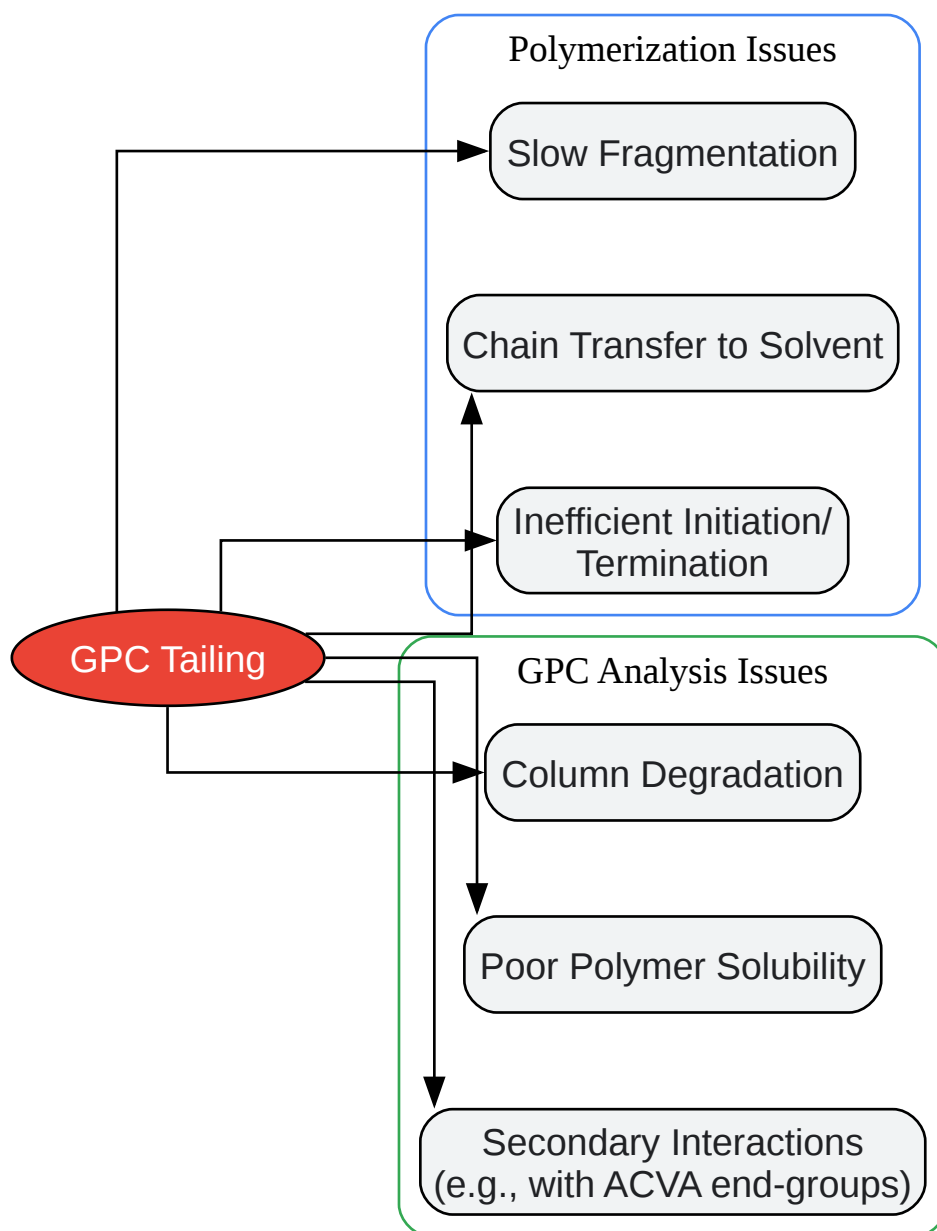 Polymerization Issues
Slow Fragmentation
Chain Transfer to Solvent
Inefficient Initiation/
Termination
GPC Tailing
GPC Analysis Issues
Column Degradation
Poor Polymer Solubility
Secondary Interactions
(e.g., with ACVA end-groups)